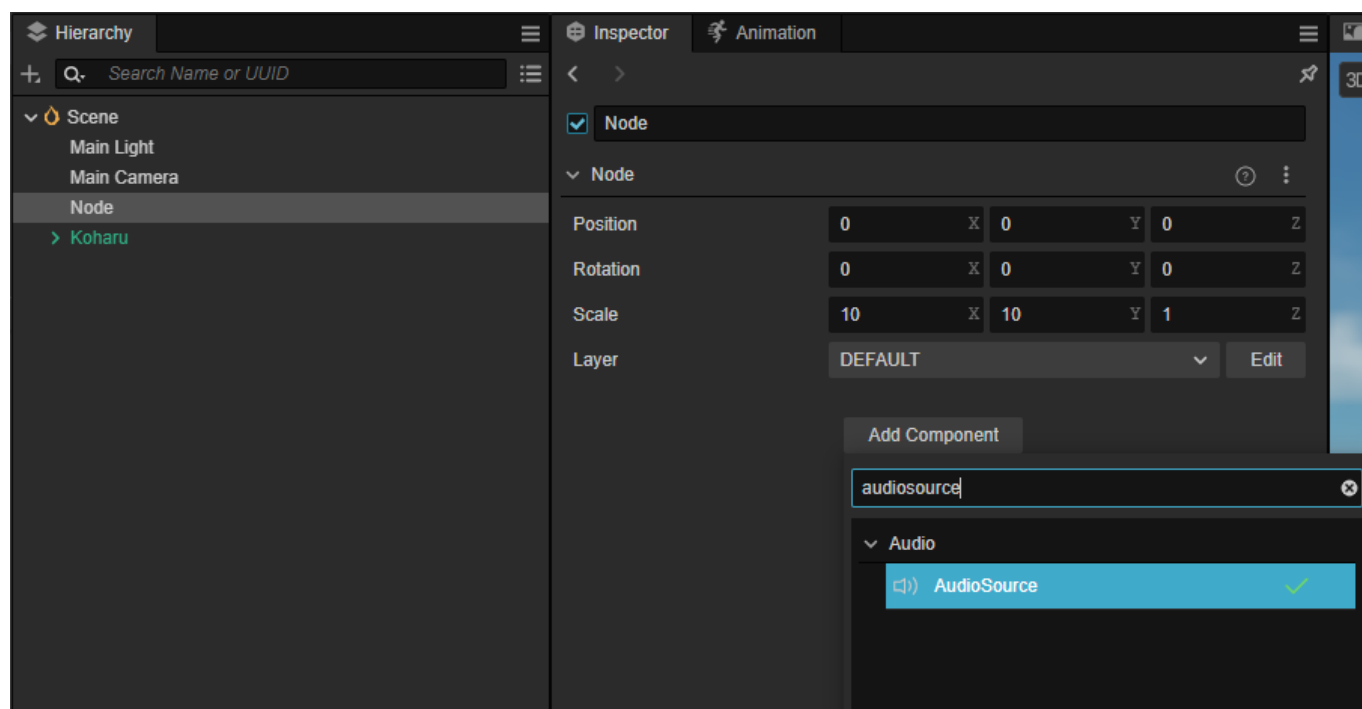 Hierarchy
Search Name or UUID
Scene
Main Light
Main Camera
Node
Koharu
Inspector
Animation
Node
Node
Position 0 X 0 Y 0 Z
Rotation 0 X 0 Y 0 Z
Scale 10 X 10 Y 1 Z
Layer DEFAULT Edit
Add Component
audiosource
Audio
AudioSource
3D